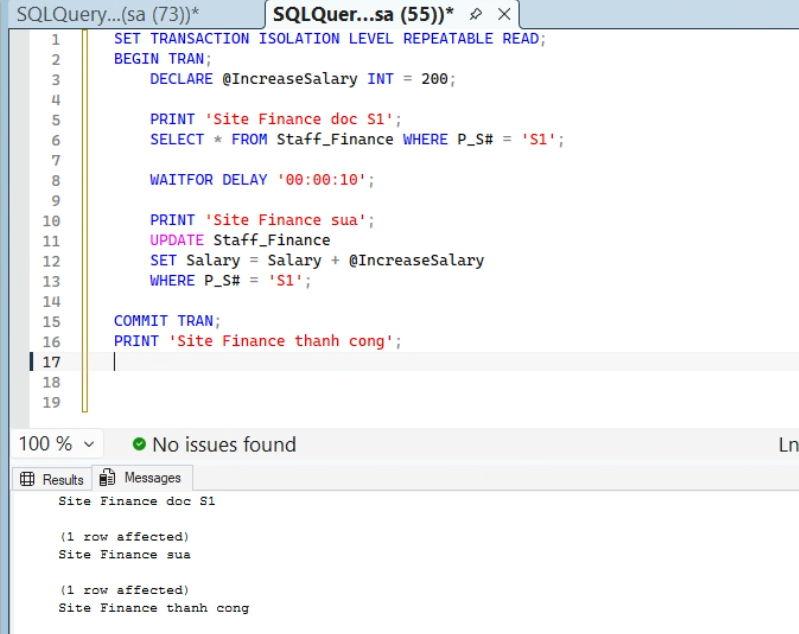 SQLQuery...(sa (73))*
SQLQuer...sa (55))*
1 SET TRANSACTION ISOLATION LEVEL REPEATABLE READ;
2 BEGIN TRAN;
3 DECLARE @IncreaseSalary INT = 200;
4
5 PRINT 'Site Finance doc S1';
6 SELECT * FROM Staff_Finance WHERE P_S# = 'S1';
7
8 WAITFOR DELAY '00:00:10';
9
10 PRINT 'Site Finance sua';
11 UPDATE Staff_Finance
12 SET Salary = Salary + @IncreaseSalary
13 WHERE P_S# = 'S1';
14
15 COMMIT TRAN;
16 PRINT 'Site Finance thanh cong';
17
18
19
100 % No issues found Ln
Results Messages
Site Finance doc S1
(1 row affected)
Site Finance sua
(1 row affected)
Site Finance thanh cong